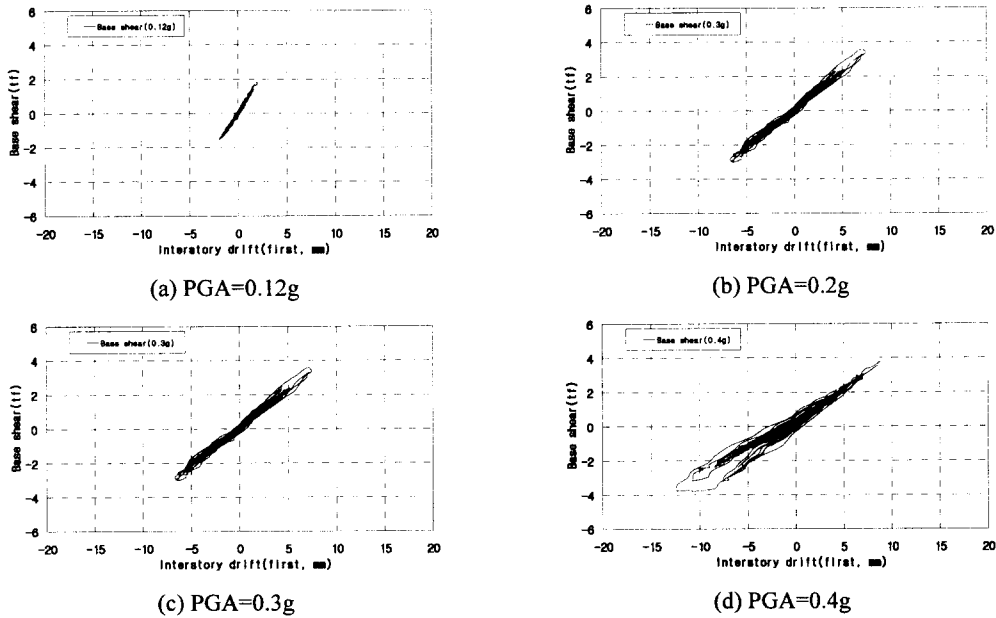 6
4
2
0
-2
-4
-6
Base shear(tf)
Base shear(0.12g)
-20 -15 -10 -5 0 5 10 15 20
Interstory drift(first, mm)
(a) PGA=0.12g
6
4
2
0
-2
-4
-6
Base shear(tf)
Base shear(0.3g)
-20 -15 -10 -5 0 5 10 15 20
Interstory drift(first, mm)
(b) PGA=0.2g
6
4
2
0
-2
-4
-6
Base shear(tf)
Base shear(0.3g)
-20 -15 -10 -5 0 5 10 15 20
Interstory drift(first, mm)
(c) PGA=0.3g
6
4
2
0
-2
-4
-6
Base shear(tf)
Base shear(0.4g)
-20 -15 -10 -5 0 5 10 15 20
Interstory drift(first, mm)
(d) PGA=0.4g